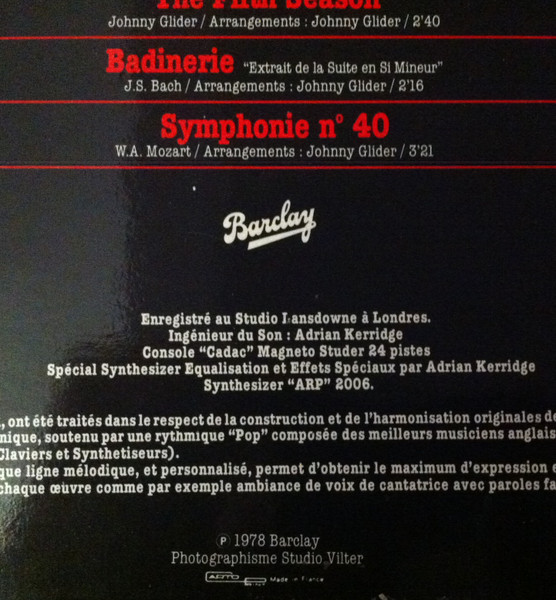 The Fifth Season
Johnny Glider / Arrangements : Johnny Glider / 2'40
Badinerie "Extrait de la Suite en Si Mineur"
J.S. Bach / Arrangements : Johnny Glider / 2'16
Symphonie n° 40
W.A. Mozart / Arrangements : Johnny Glider / 3'21
Barclay
Enregistré au Studio Lansdowne à Londres.
Ingénieur du Son : Adrian Kerridge
Console "Cadac" Magneto Studer 24 pistes
Spécial Synthesizer Equalisation et Effets Spéciaux par Adrian Kerridge
Synthesizer "ARP" 2006.
, ont été traités dans le respect de la construction et de l'harmonisation originales de
nique, soutenu par une rythmique "Pop" composée des meilleurs musiciens anglais
Claviers et Synthetiseurs).
que ligne mélodique, et personnalisé, permet d'obtenir le maximum d'expression e
chaque œuvre comme par exemple ambiance de voix de cantatrice avec paroles fa
℗ 1978 Barclay
Photographisme Studio Vilter
Made in France